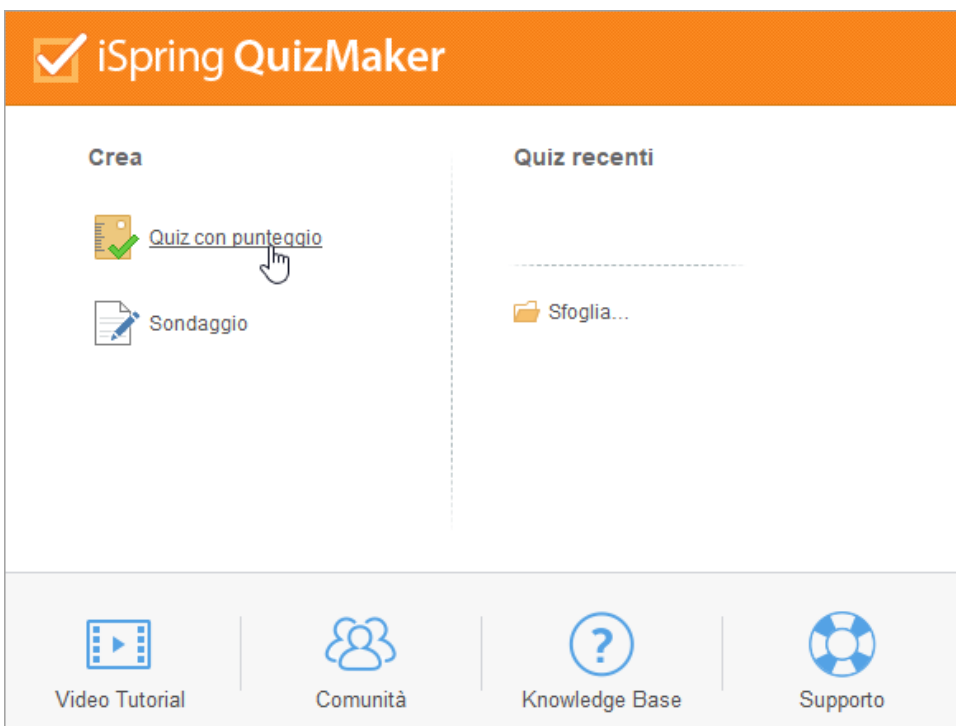 iSpring QuizMaker
Crea
Quiz con punteggio
Sondaggio
Quiz recenti
Sfoglia...
Video Tutorial
Comunità
Knowledge Base
Supporto